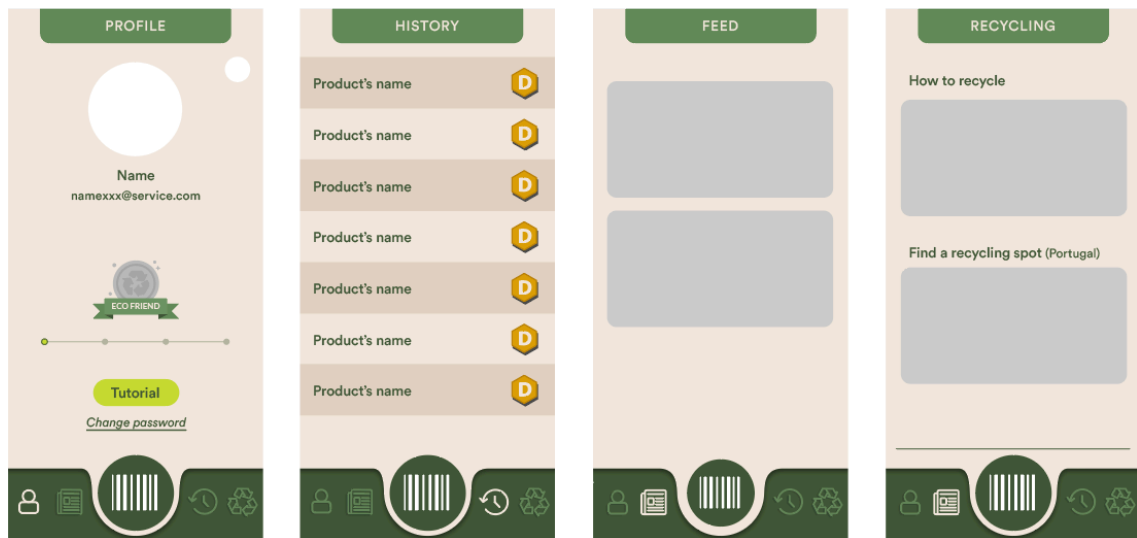 PROFILE
Name
namexxx@service.com
ECO FRIEND
Tutorial
Change password
HISTORY
Product's name D
Product's name D
Product's name D
Product's name D
Product's name D
Product's name D
Product's name D
FEED
RECYCLING
How to recycle
Find a recycling spot (Portugal)